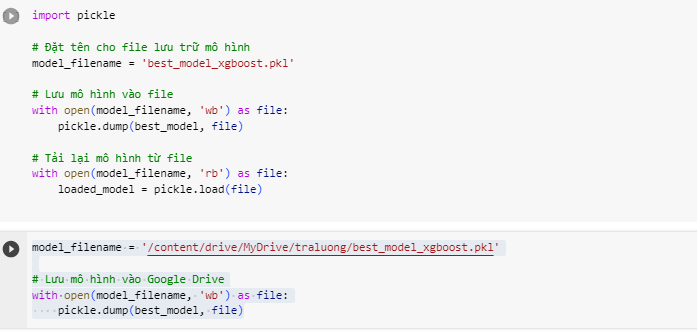 import pickle
# Đặt tên cho file lưu trữ mô hình
model_filename = 'best_model_xgboost.pkl'
# Lưu mô hình vào file
with open(model_filename, 'wb') as file:
    pickle.dump(best_model, file)
# Tải lại mô hình từ file
with open(model_filename, 'rb') as file:
    loaded_model = pickle.load(file)
model_filename = '/content/drive/MyDrive/traluong/best_model_xgboost.pkl'
# Lưu mô hình vào Google Drive
with open(model_filename, 'wb') as file:
    pickle.dump(best_model, file)